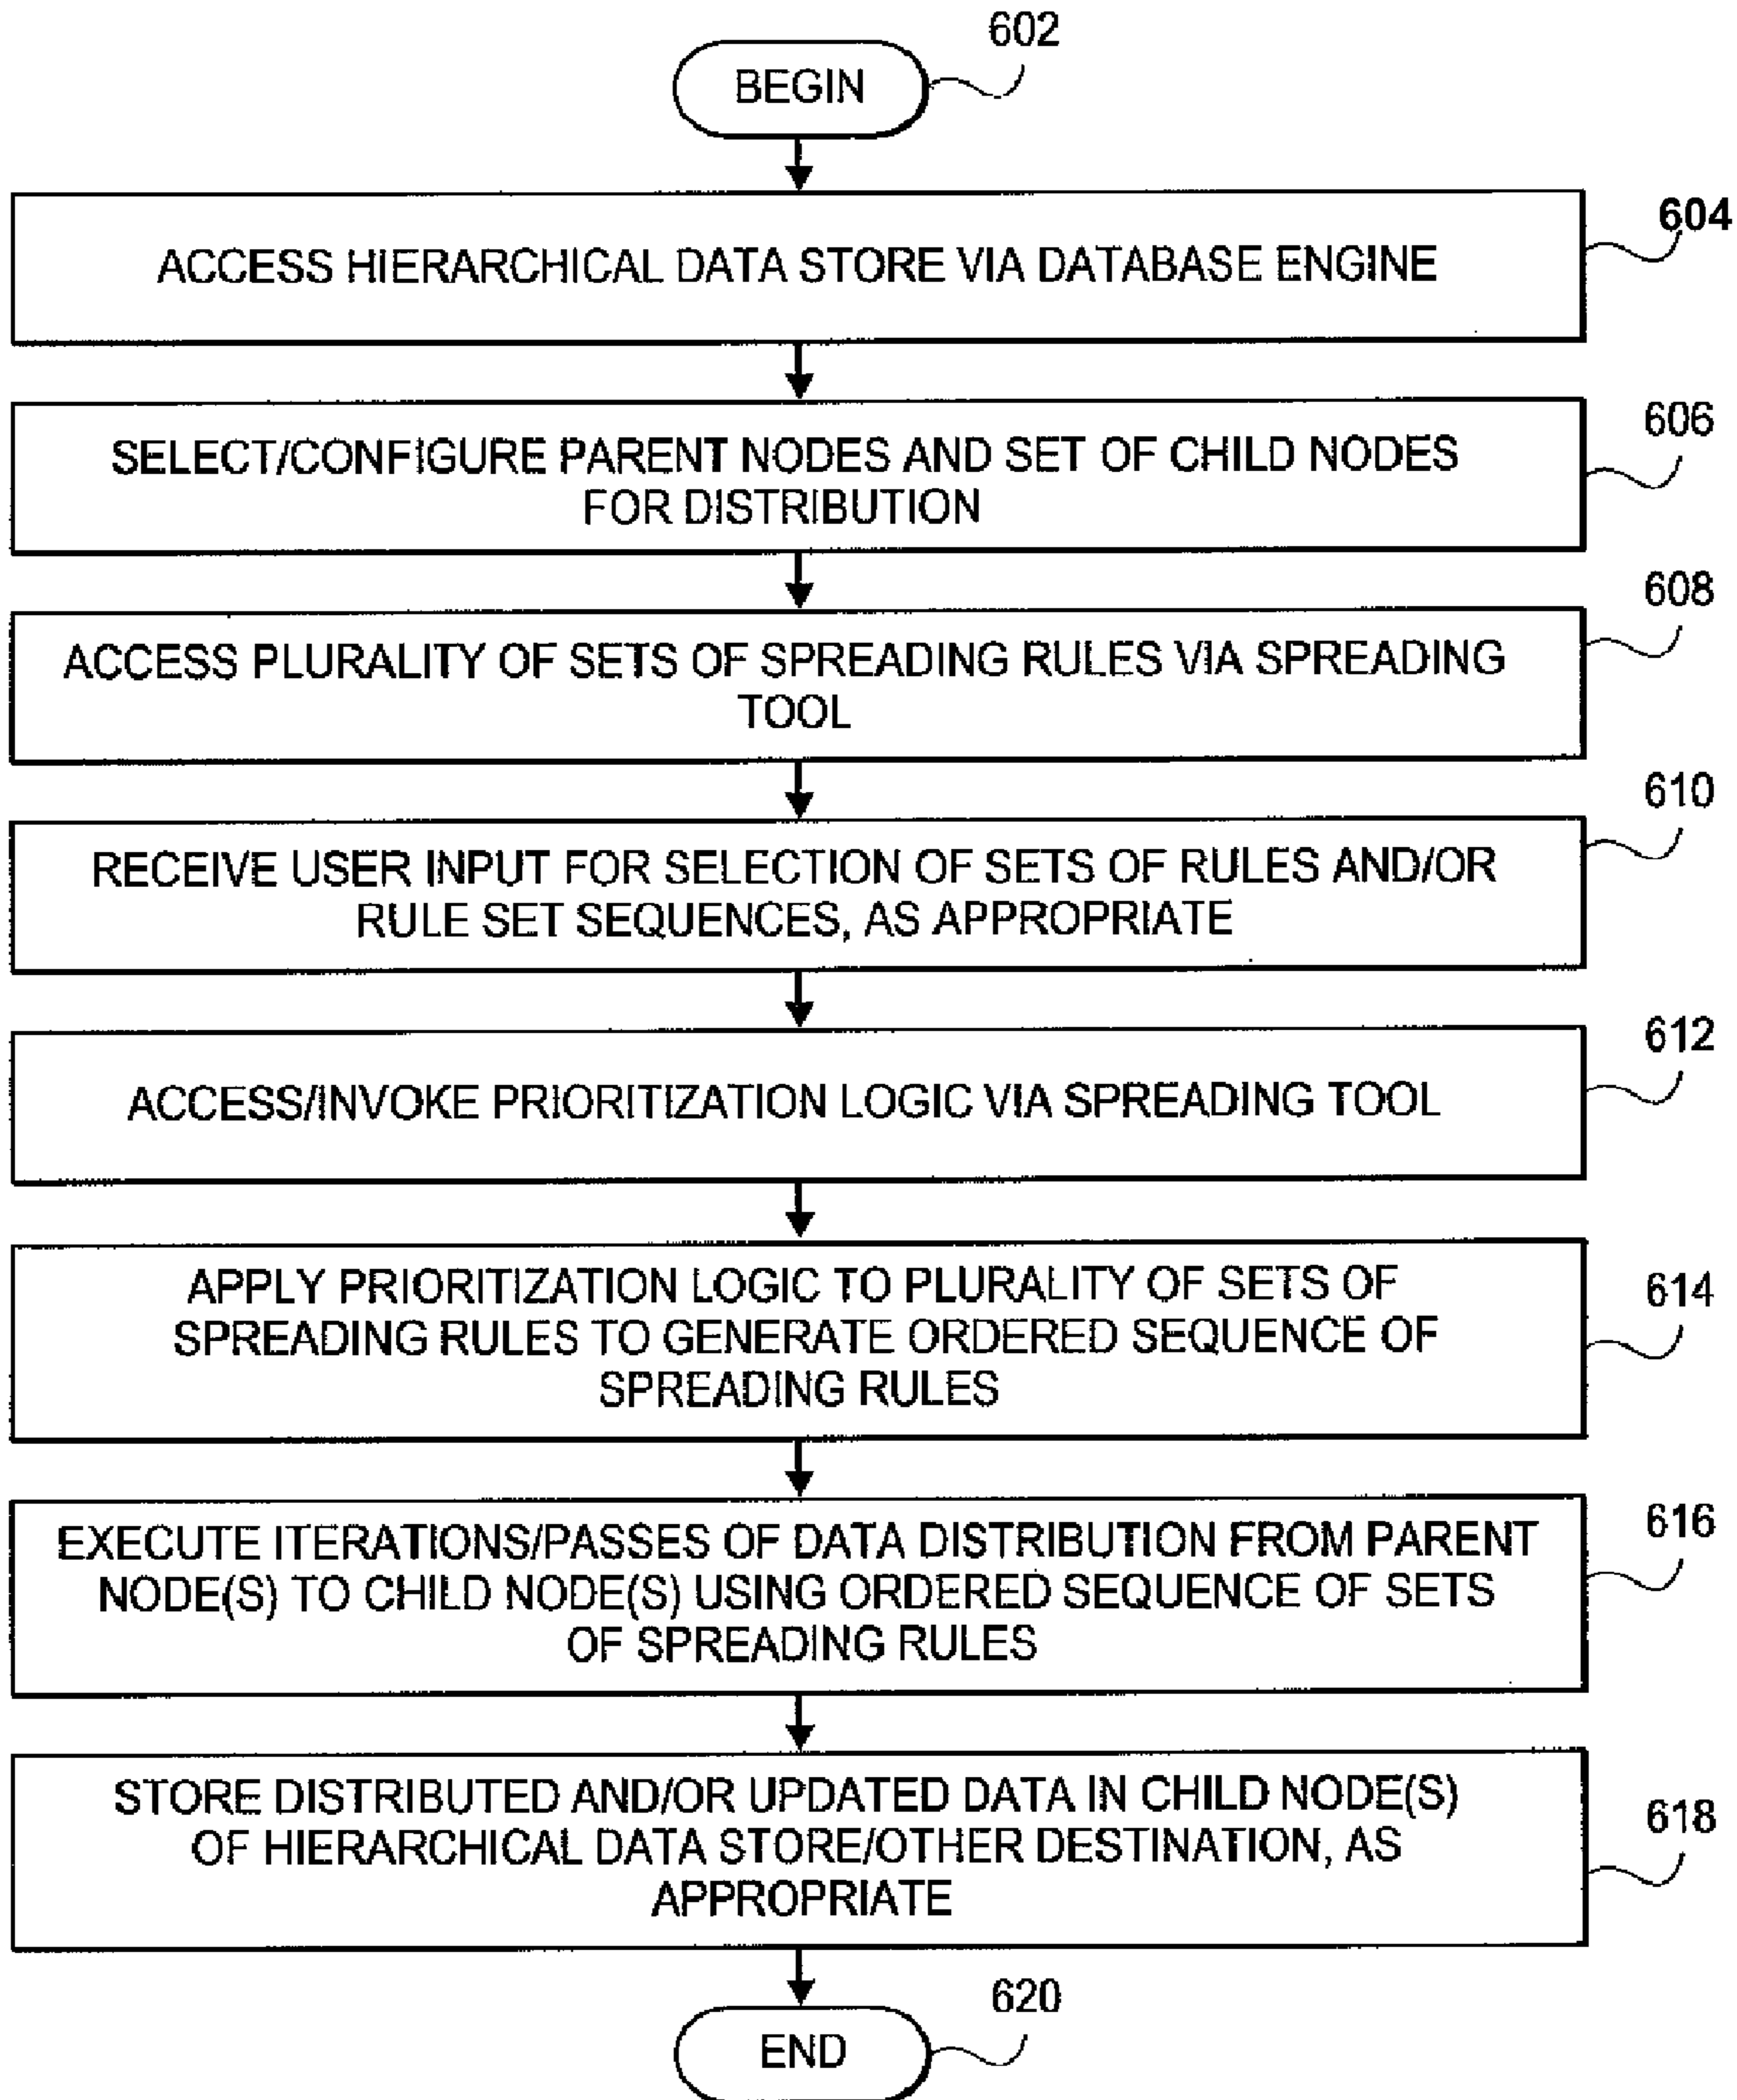 602
BEGIN
604
ACCESS HIERARCHICAL DATA STORE VIA DATABASE ENGINE
606
SELECT/CONFIGURE PARENT NODES AND SET OF CHILD NODES
FOR DISTRIBUTION
608
ACCESS PLURALITY OF SETS OF SPREADING RULES VIA SPREADING
TOOL
610
RECEIVE USER INPUT FOR SELECTION OF SETS OF RULES AND/OR
RULE SET SEQUENCES, AS APPROPRIATE
612
ACCESS/INVOKE PRIORITIZATION LOGIC VIA SPREADING TOOL
614
APPLY PRIORITIZATION LOGIC TO PLURALITY OF SETS OF
SPREADING RULES TO GENERATE ORDERED SEQUENCE OF
SPREADING RULES
616
EXECUTE ITERATIONS/PASSES OF DATA DISTRIBUTION FROM PARENT
NODE(S) TO CHILD NODE(S) USING ORDERED SEQUENCE OF SETS
OF SPREADING RULES
618
STORE DISTRIBUTED AND/OR UPDATED DATA IN CHILD NODE(S)
OF HIERARCHICAL DATA STORE/OTHER DESTINATION, AS
APPROPRIATE
620
END